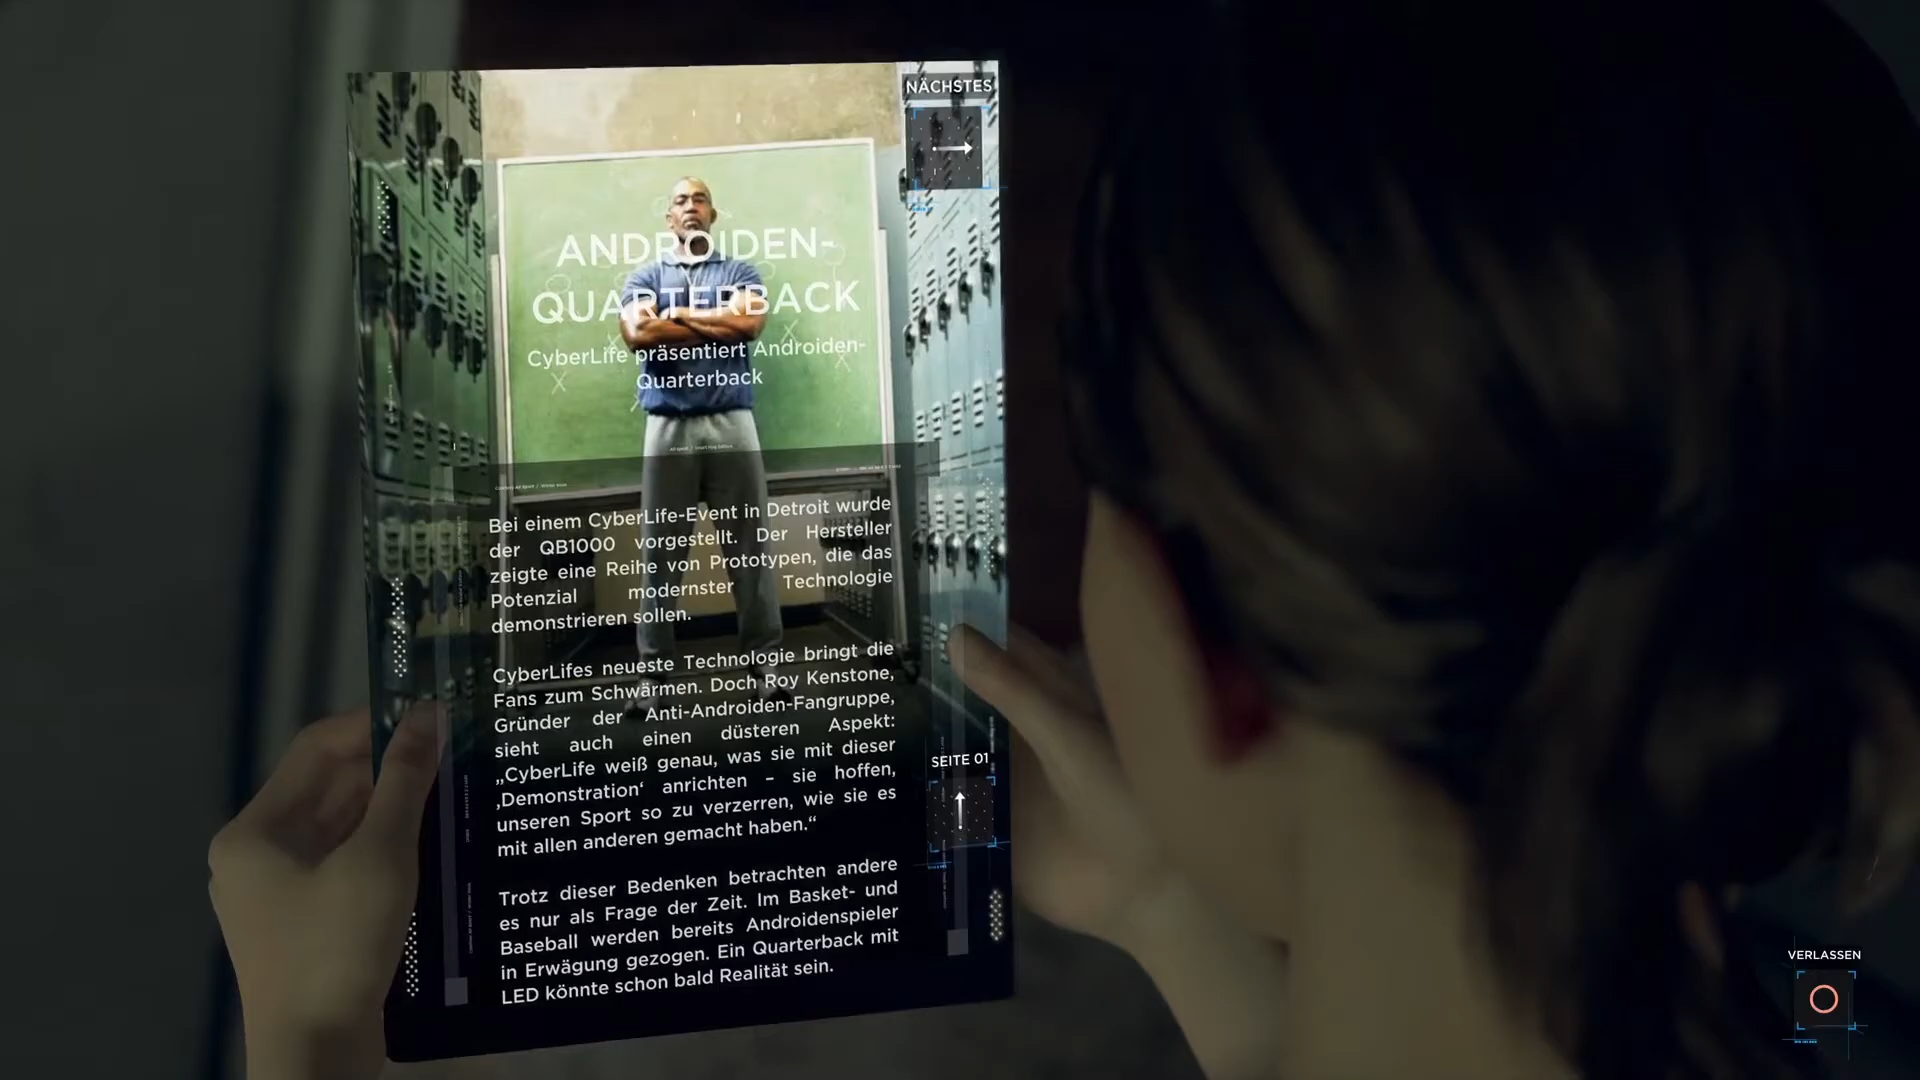 NÄCHSTES
ANDROIDEN-
QUARTERBACK
CyberLife präsentiert Androiden-
Quarterback
Bei einem CyberLife-Event in Detroit wurde
der QB1000 vorgestellt. Der Hersteller
zeigte eine Reihe von Prototypen, die das
Potenzial modernster Technologie
demonstrieren sollen.
CyberLifes neueste Technologie bringt die
Fans zum Schwärmen. Doch Roy Kenstone,
Gründer der Anti-Androiden-Fangruppe,
sieht auch einen düsteren Aspekt:
„CyberLife weiß genau, was sie mit dieser
‚Demonstration‘ anrichten – sie hoffen,
unseren Sport so zu verzerren, wie sie es
mit allen anderen gemacht haben.“
Trotz dieser Bedenken betrachten andere
es nur als Frage der Zeit. Im Basket- und
Baseball werden bereits Androidenspieler
in Erwägung gezogen. Ein Quarterback mit
LED könnte schon bald Realität sein.
SEITE 01
VERLASSEN